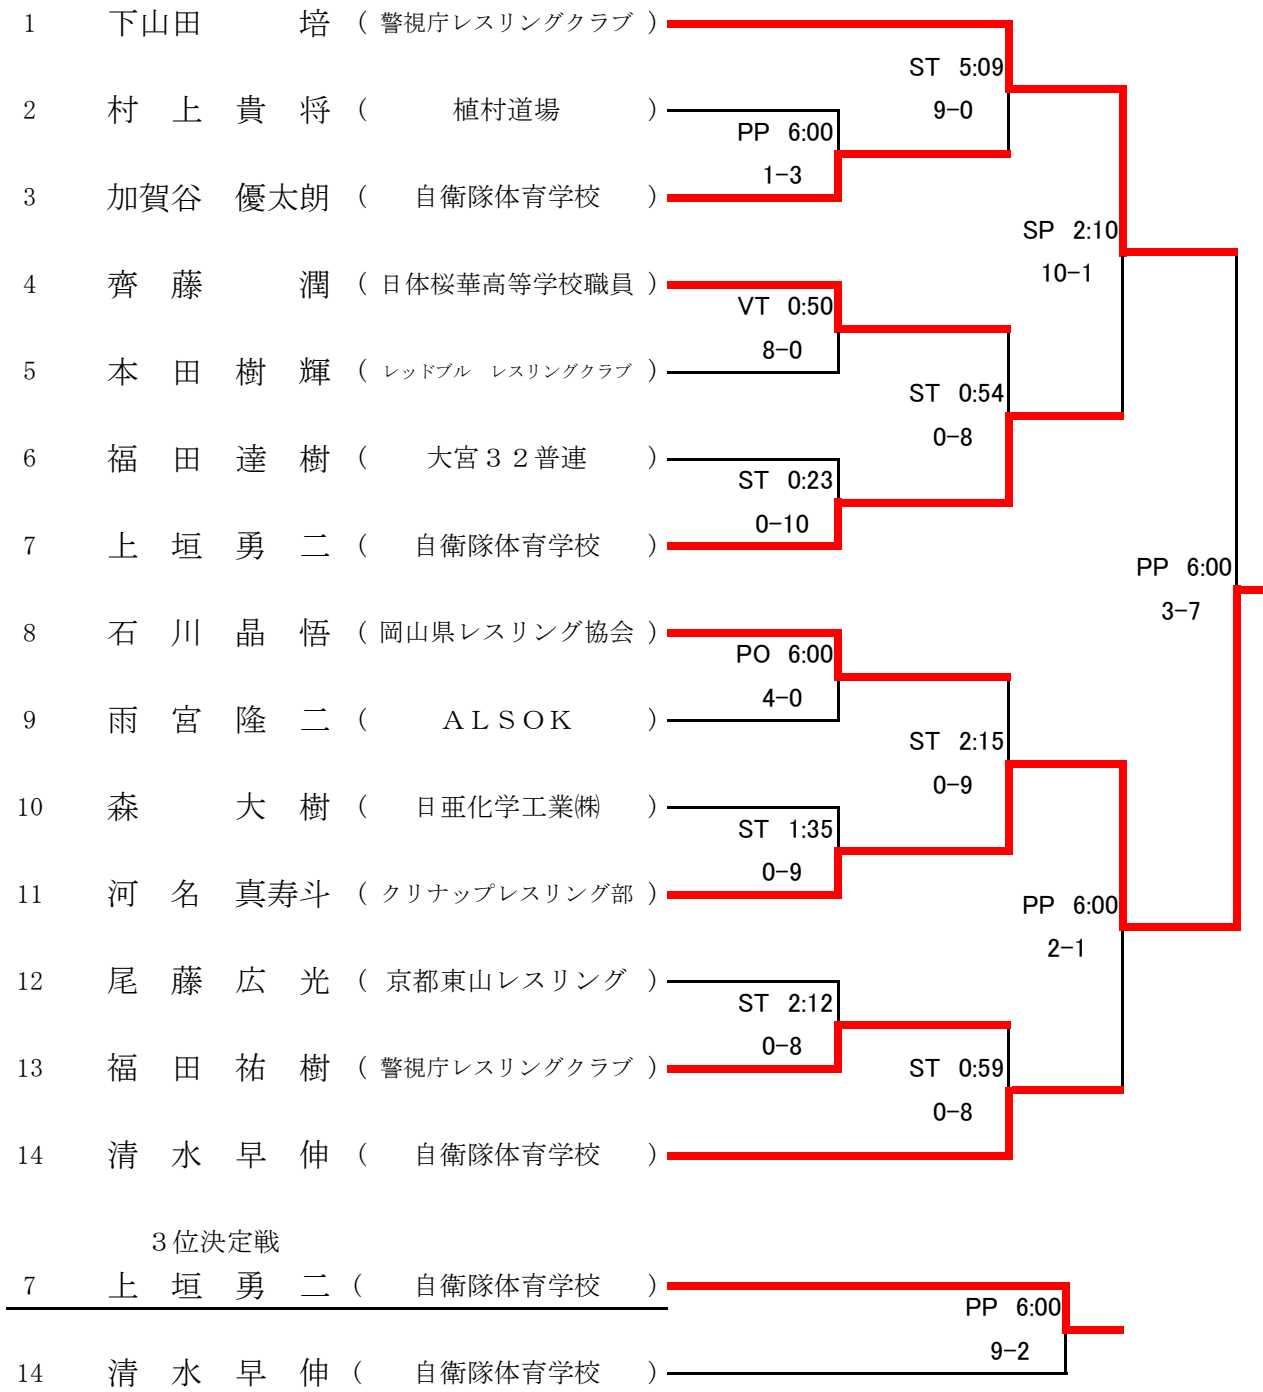 1 下山田 培 ( 警視庁レスリングクラブ )
ST 5:09
9-0
2 村上貴将 ( 植村道場 )
PP 6:00
1-3
3 加賀谷 優太朗 ( 自衛隊体育学校 )
SP 2:10
10-1
4 齊藤 潤 ( 日体桜華高等学校職員 )
VT 0:50
8-0
5 本田樹輝 ( レッドブル レスリングクラブ )
ST 0:54
0-8
6 福田達樹 ( 大宮32普連 )
ST 0:23
0-10
7 上垣勇二 ( 自衛隊体育学校 )
PP 6:00
3-7
8 石川晶悟 ( 岡山県レスリング協会 )
PO 6:00
4-0
9 雨宮隆二 ( ALSOK )
ST 2:15
0-9
10 森 大樹 ( 日亜化学工業㈱ )
ST 1:35
0-9
11 河名 真寿斗 ( クリナップレスリング部 )
PP 6:00
2-1
12 尾藤広光 ( 京都東山レスリング )
ST 2:12
0-8
13 福田祐樹 ( 警視庁レスリングクラブ )
ST 0:59
0-8
14 清水早伸 ( 自衛隊体育学校 )
3位決定戦
7 上垣勇二 ( 自衛隊体育学校 )
PP 6:00
9-2
14 清水早伸 ( 自衛隊体育学校 )